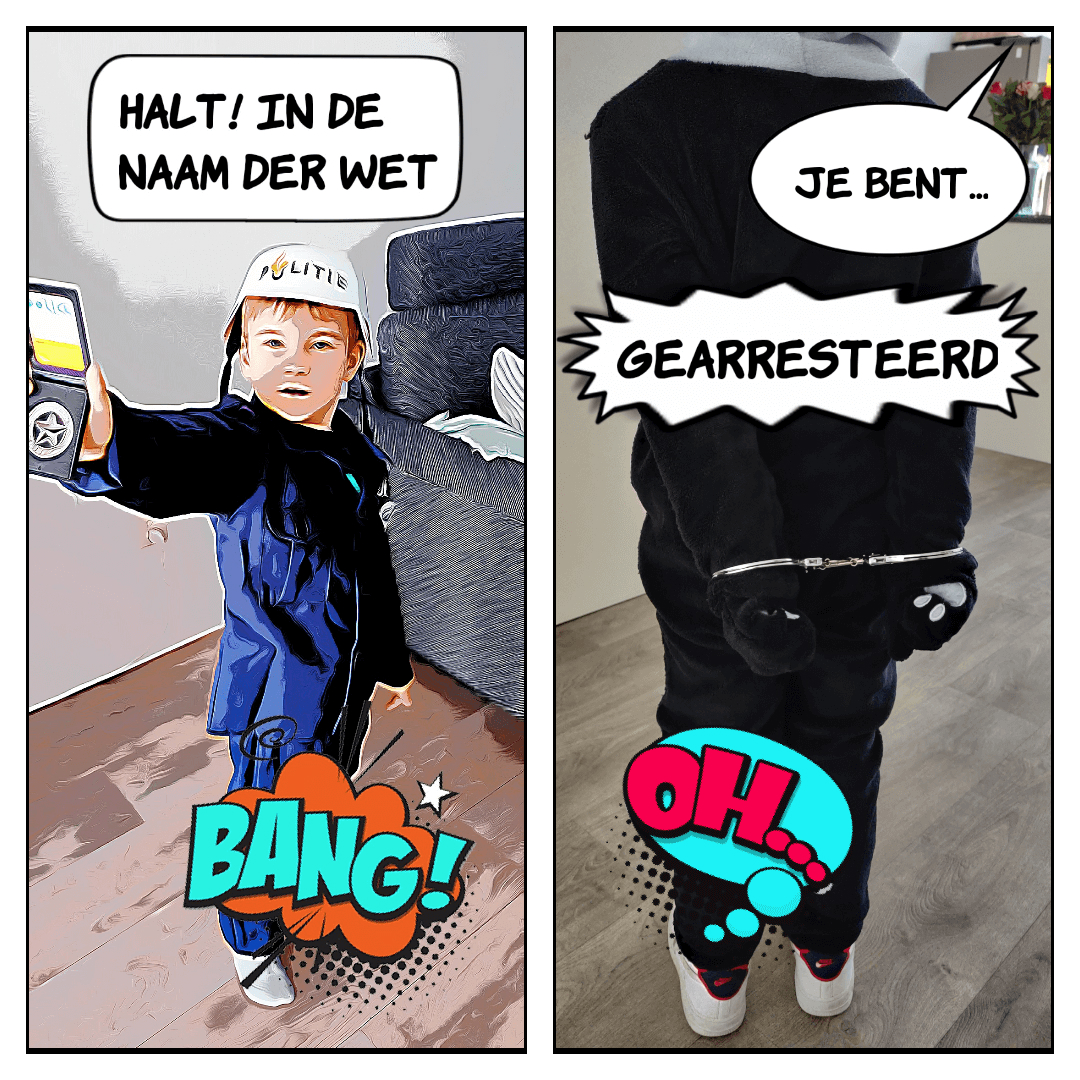 HALT! IN DE
NAAM DER WET
POLITIE
BANG!
JE BENT...
GEARRESTEERD
OH...